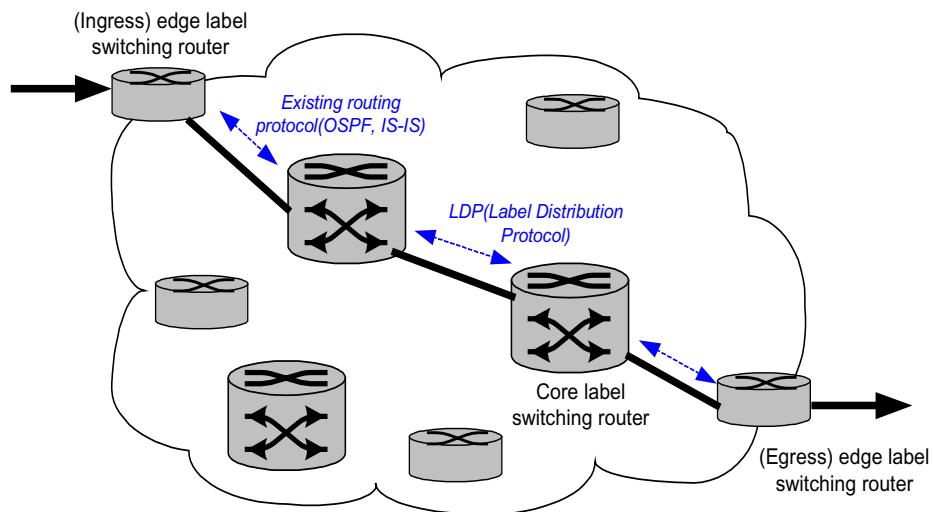 (Ingress) edge label
switching router
Existing routing
protocol(OSPF, IS-IS)
LDP(Label Distribution
Protocol)
Core label
switching router
(Egress) edge label
switching router